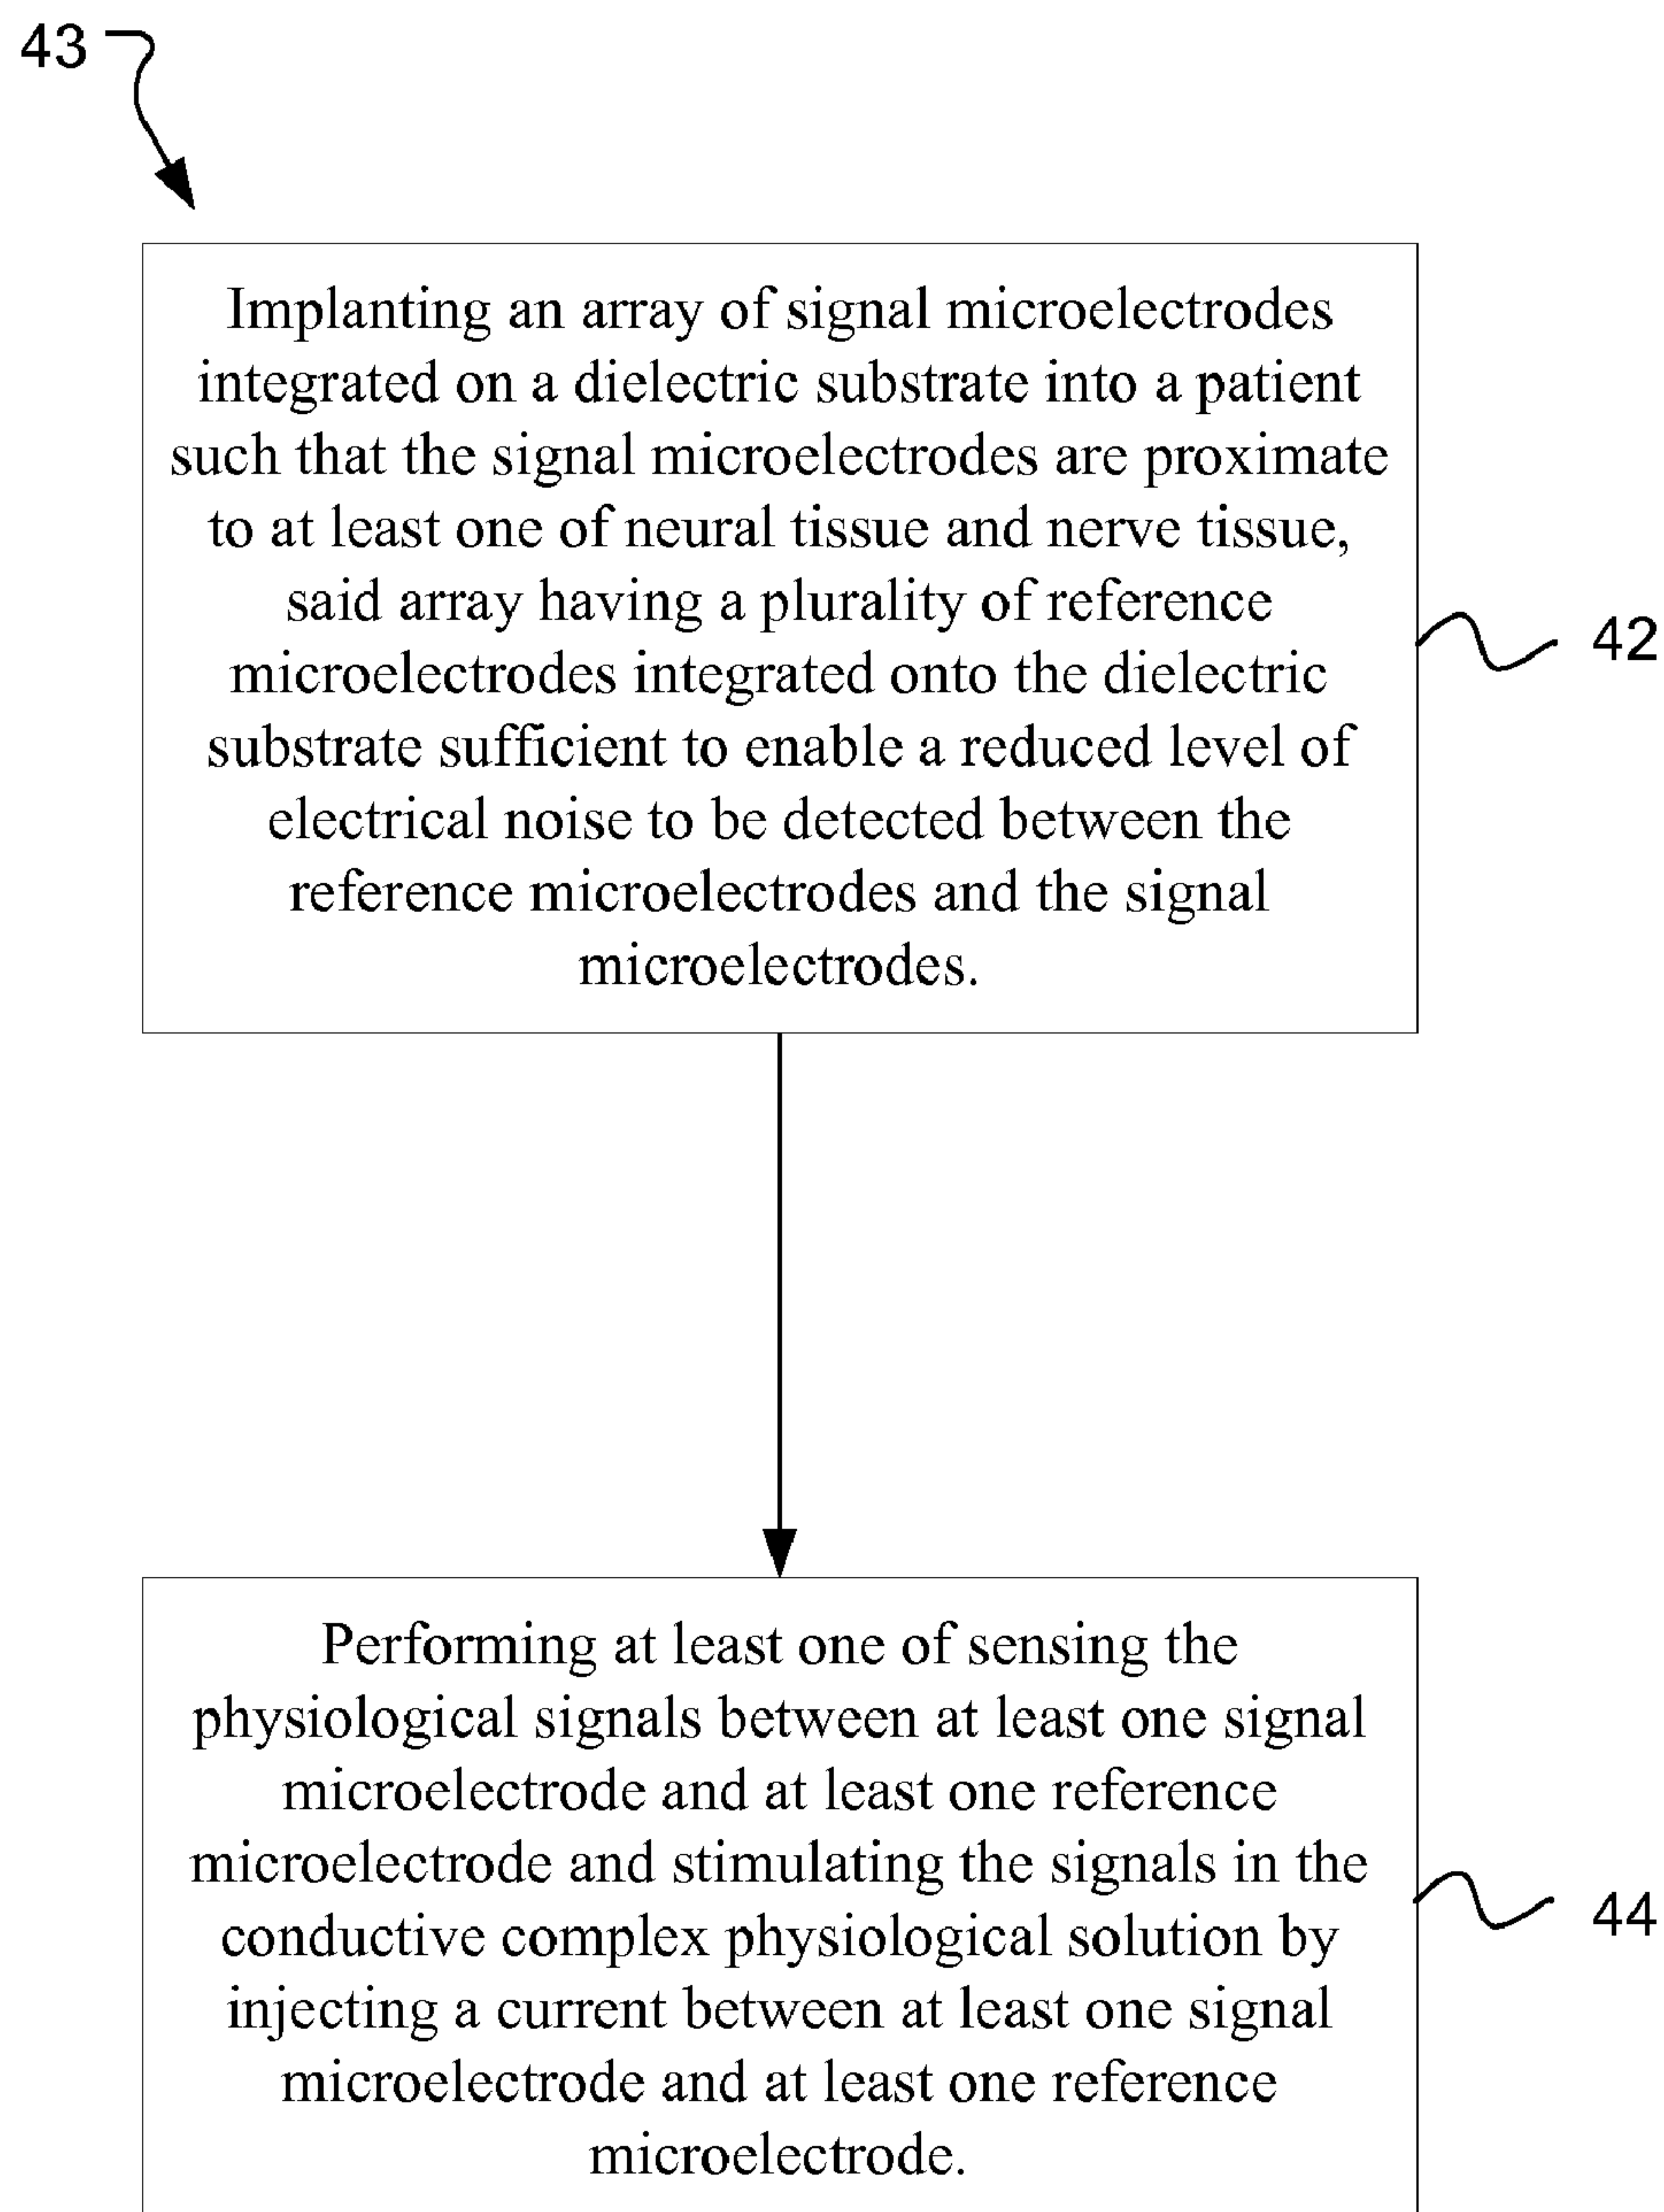 43
Implanting an array of signal microelectrodes
integrated on a dielectric substrate into a patient
such that the signal microelectrodes are proximate
to at least one of neural tissue and nerve tissue,
said array having a plurality of reference
microelectrodes integrated onto the dielectric
substrate sufficient to enable a reduced level of
electrical noise to be detected between the
reference microelectrodes and the signal
microelectrodes.
42
Performing at least one of sensing the
physiological signals between at least one signal
microelectrode and at least one reference
microelectrode and stimulating the signals in the
conductive complex physiological solution by
injecting a current between at least one signal
microelectrode and at least one reference
microelectrode.
44